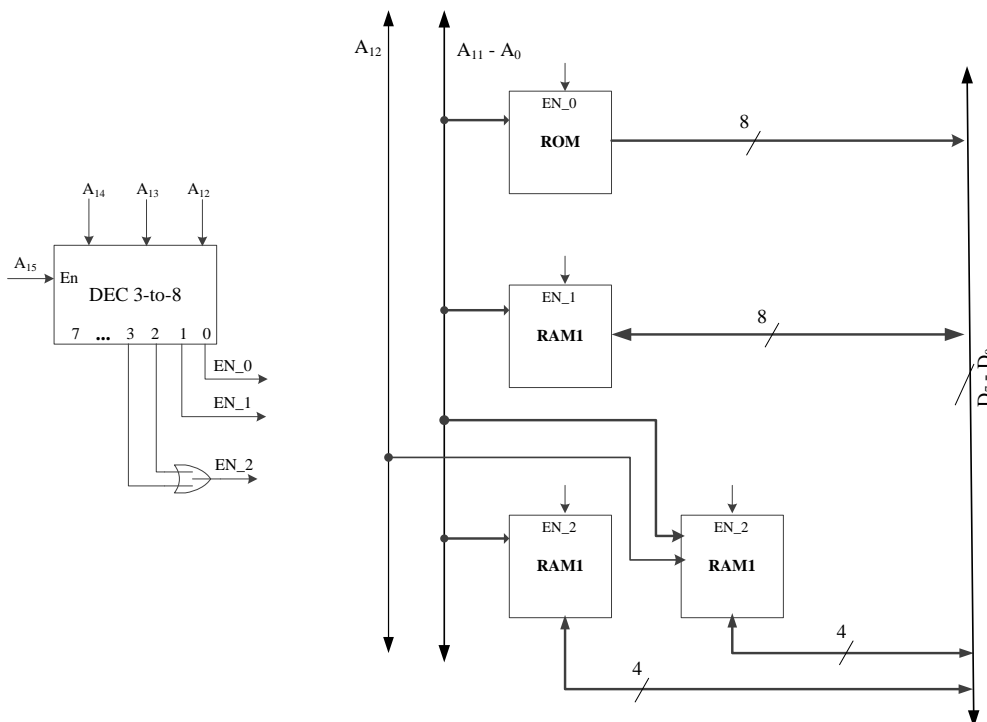 A₁₂
A₁₁ - A₀
EN_0
ROM
8
A₁₄ A₁₃ A₁₂
A₁₅
En
DEC 3-to-8
7 ... 3 2 1 0
EN_0
EN_1
EN_2
EN_1
RAM1
8
EN_2
RAM1
EN_2
RAM1
4
4